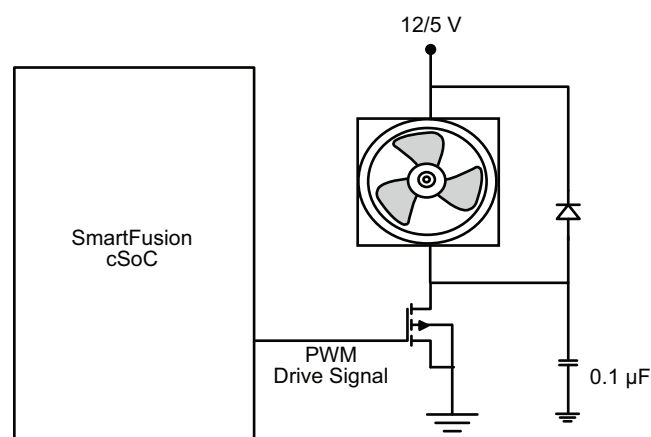 12/5 V
SmartFusion
cSoC
PWM
Drive Signal
0.1 µF